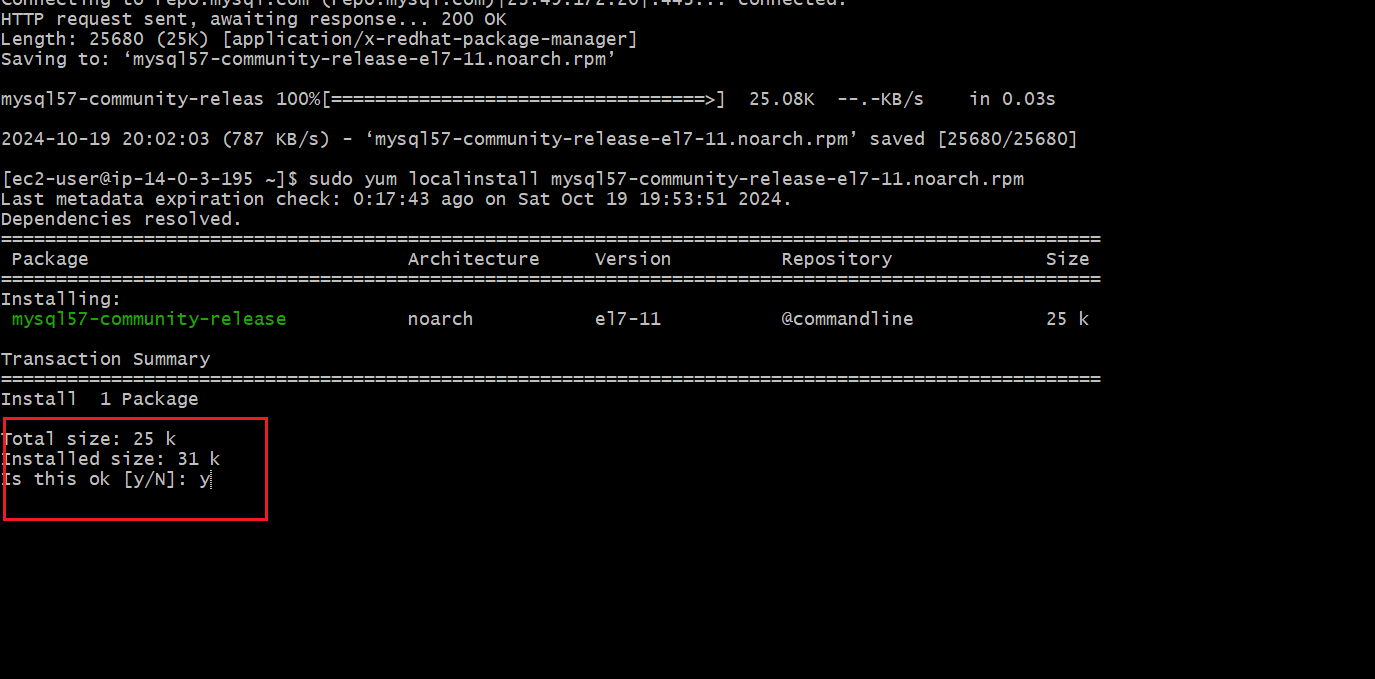 Connecting to repo.mysql.com (repo.mysql.com)|23.49.172.20|:443... connected.
HTTP request sent, awaiting response... 200 OK
Length: 25680 (25K) [application/x-redhat-package-manager]
Saving to: ‘mysql57-community-release-el7-11.noarch.rpm’
mysql57-community-releas 100%[==================================>]  25.08K  --.-KB/s    in 0.03s
2024-10-19 20:02:03 (787 KB/s) - ‘mysql57-community-release-el7-11.noarch.rpm’ saved [25680/25680]
[ec2-user@ip-14-0-3-195 ~]$ sudo yum localinstall mysql57-community-release-el7-11.noarch.rpm
Last metadata expiration check: 0:17:43 ago on Sat Oct 19 19:53:51 2024.
Dependencies resolved.
====================================================================================================
Package Architecture Version Repository Size
====================================================================================================
Installing:
mysql57-community-release noarch el7-11 @commandline 25 k
Transaction Summary
====================================================================================================
Install  1 Package
Total size: 25 k
Installed size: 31 k
Is this ok [y/N]: y